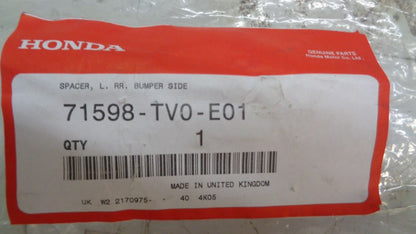 HONDA
GENUINE PARTS
Honda Motor Co., Ltd.
SPACER, L. RR. BUMPER SIDE
71598-TV0-E01
QTY 1
MADE IN UNITED KINGDOM
UK W2 2170975- 40 4K05